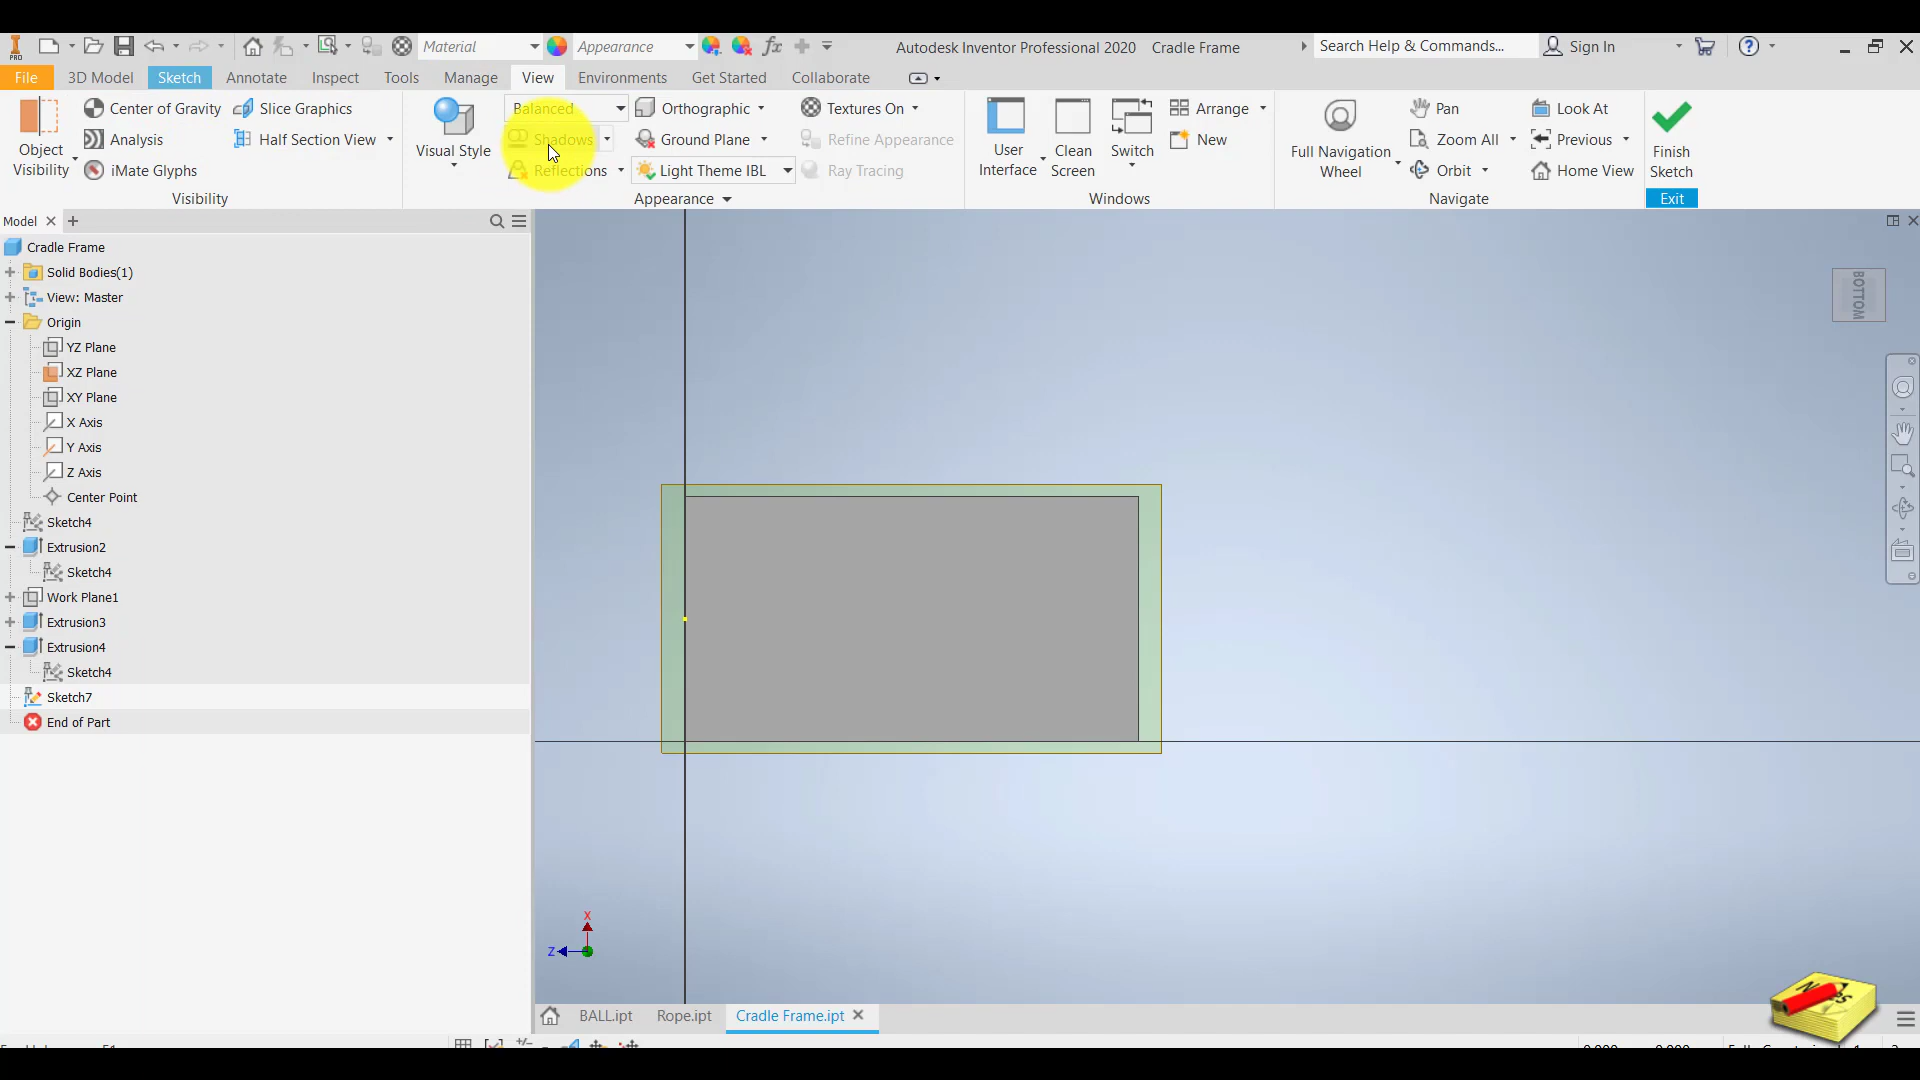 PRO
Material
Appearance
Autodesk Inventor Professional 2020 Cradle Frame
Search Help & Commands...
Sign In
File
3D Model
Sketch
Annotate
Inspect
Tools
Manage
View
Environments
Get Started
Collaborate
Object
Visibility
Center of Gravity
Analysis
iMate Glyphs
Slice Graphics
Half Section View
Visibility
Visual Style
Balanced
Shadows
Reflections
Orthographic
Ground Plane
Light Theme IBL
Textures On
Refine Appearance
Ray Tracing
Appearance
User
Interface
Clean
Screen
Switch
Arrange
New
Windows
Full Navigation
Wheel
Pan
Zoom All
Orbit
Look At
Previous
Home View
Navigate
Finish
Sketch
Exit
Model
Cradle Frame
Solid Bodies(1)
View: Master
Origin
YZ Plane
XZ Plane
XY Plane
X Axis
Y Axis
Z Axis
Center Point
Sketch4
Extrusion2
Sketch4
Work Plane1
Extrusion3
Extrusion4
Sketch4
Sketch7
End of Part
BOTTOM
X
Z
BALL.ipt
Rope.ipt
Cradle Frame.ipt